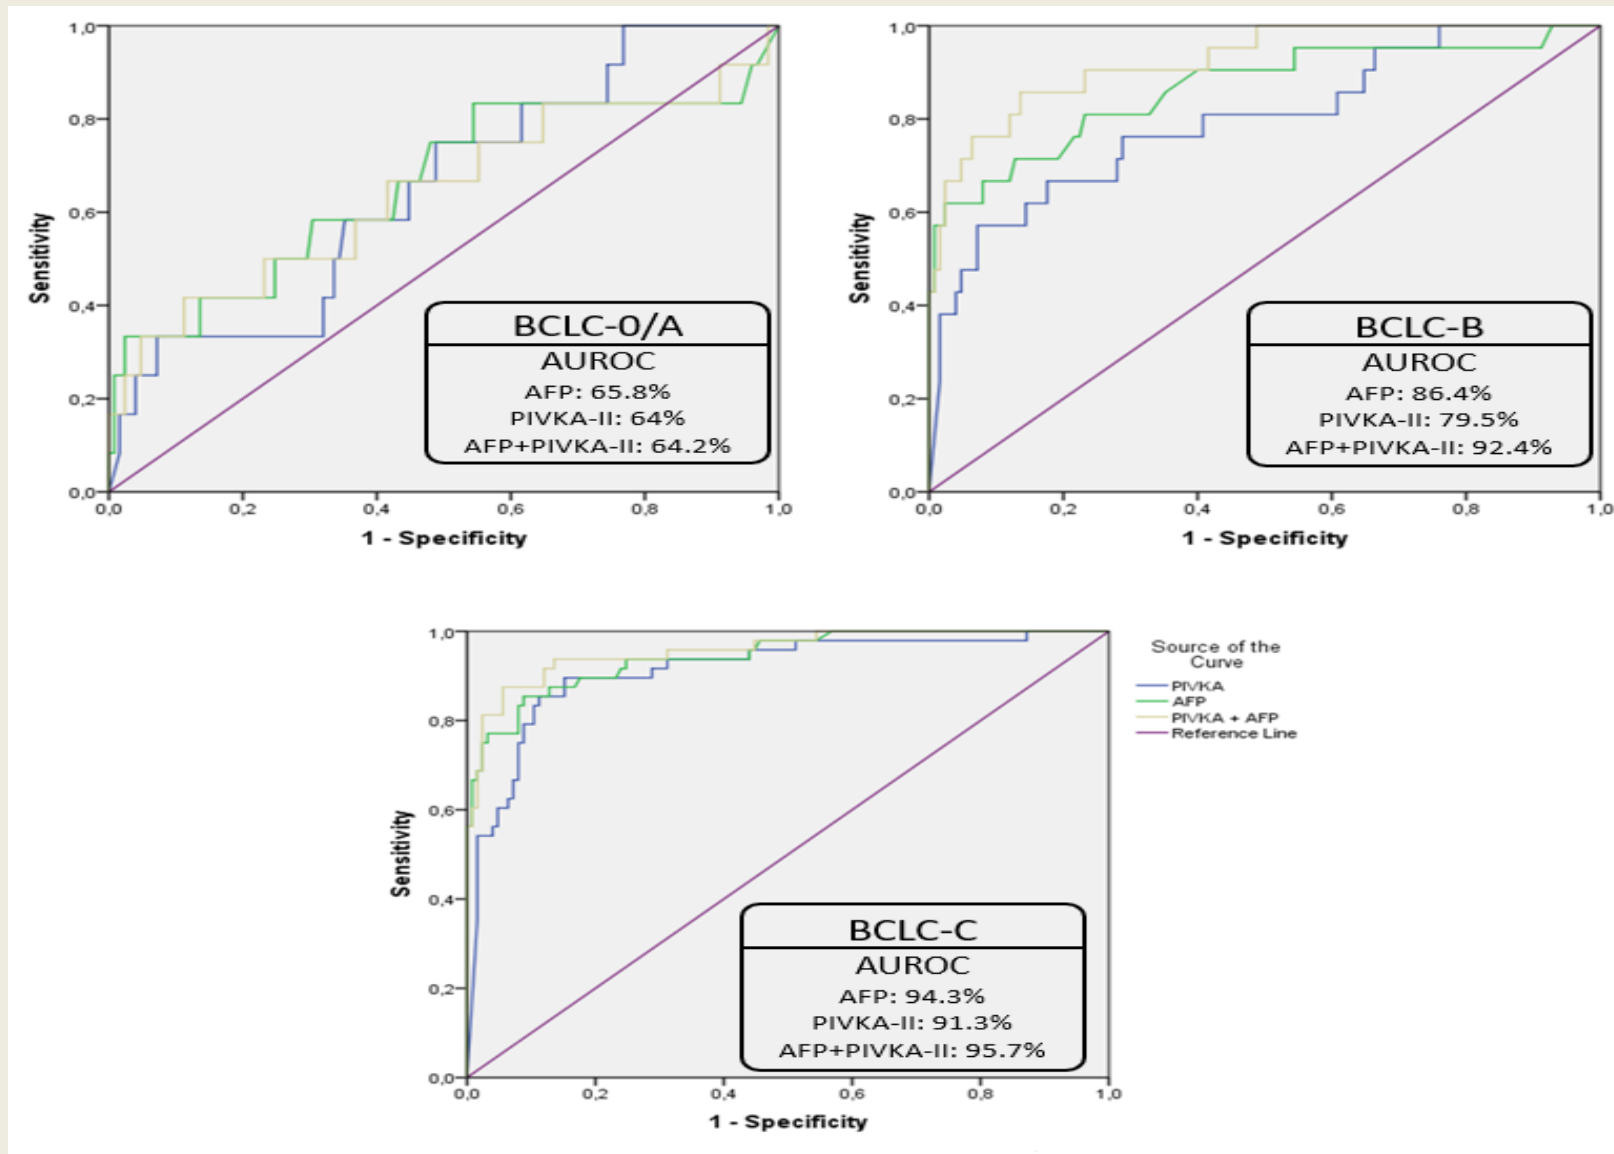 1,0
0,8
0,6
0,4
0,2
0,0
Sensitivity
BCLC-0/A
AUROC
AFP: 65.8%
PIVKA-II: 64%
AFP+PIVKA-II: 64.2%
0,0 0,2 0,4 0,6 0,8 1,0
1 - Specificity
1,0
0,8
0,6
0,4
0,2
0,0
Sensitivity
BCLC-B
AUROC
AFP: 86.4%
PIVKA-II: 79.5%
AFP+PIVKA-II: 92.4%
0,0 0,2 0,4 0,6 0,8 1,0
1 - Specificity
1,0
0,8
0,6
0,4
0,2
0,0
Sensitivity
BCLC-C
AUROC
AFP: 94.3%
PIVKA-II: 91.3%
AFP+PIVKA-II: 95.7%
0,0 0,2 0,4 0,6 0,8 1,0
1 - Specificity
Source of the
Curve
PIVKA
AFP
PIVKA + AFP
Reference Line